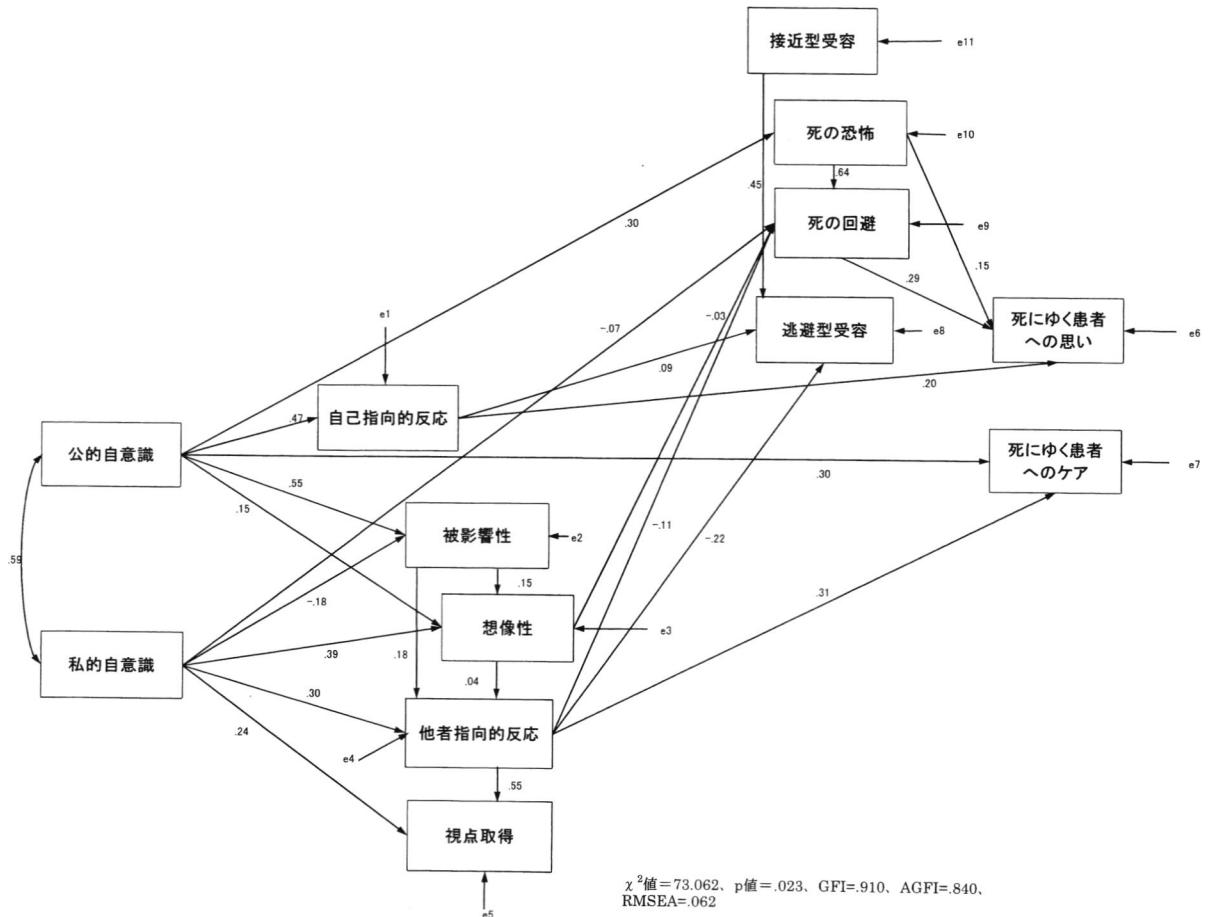 接近型受容
e11
死の恐怖
e10
.45
.64
.30
死の回避
e9
.15
.29
e1
-.07
-.03
逃避型受容
e8
死にゆく患者
への思い
e6
.09
.20
自己指向的反応
.47
公的自意識
死にゆく患者
へのケア
e7
.30
.55
.15
被影響性
e2
-.11
-.22
.59
.15
-.18
.31
想像性
e3
私的自意識
.39
.18
.04
.30
.24
他者指向的反応
e4
.55
視点取得
e5
χ²値=73.062、p値=.023、GFI=.910、AGFI=.840、
RMSEA=.062